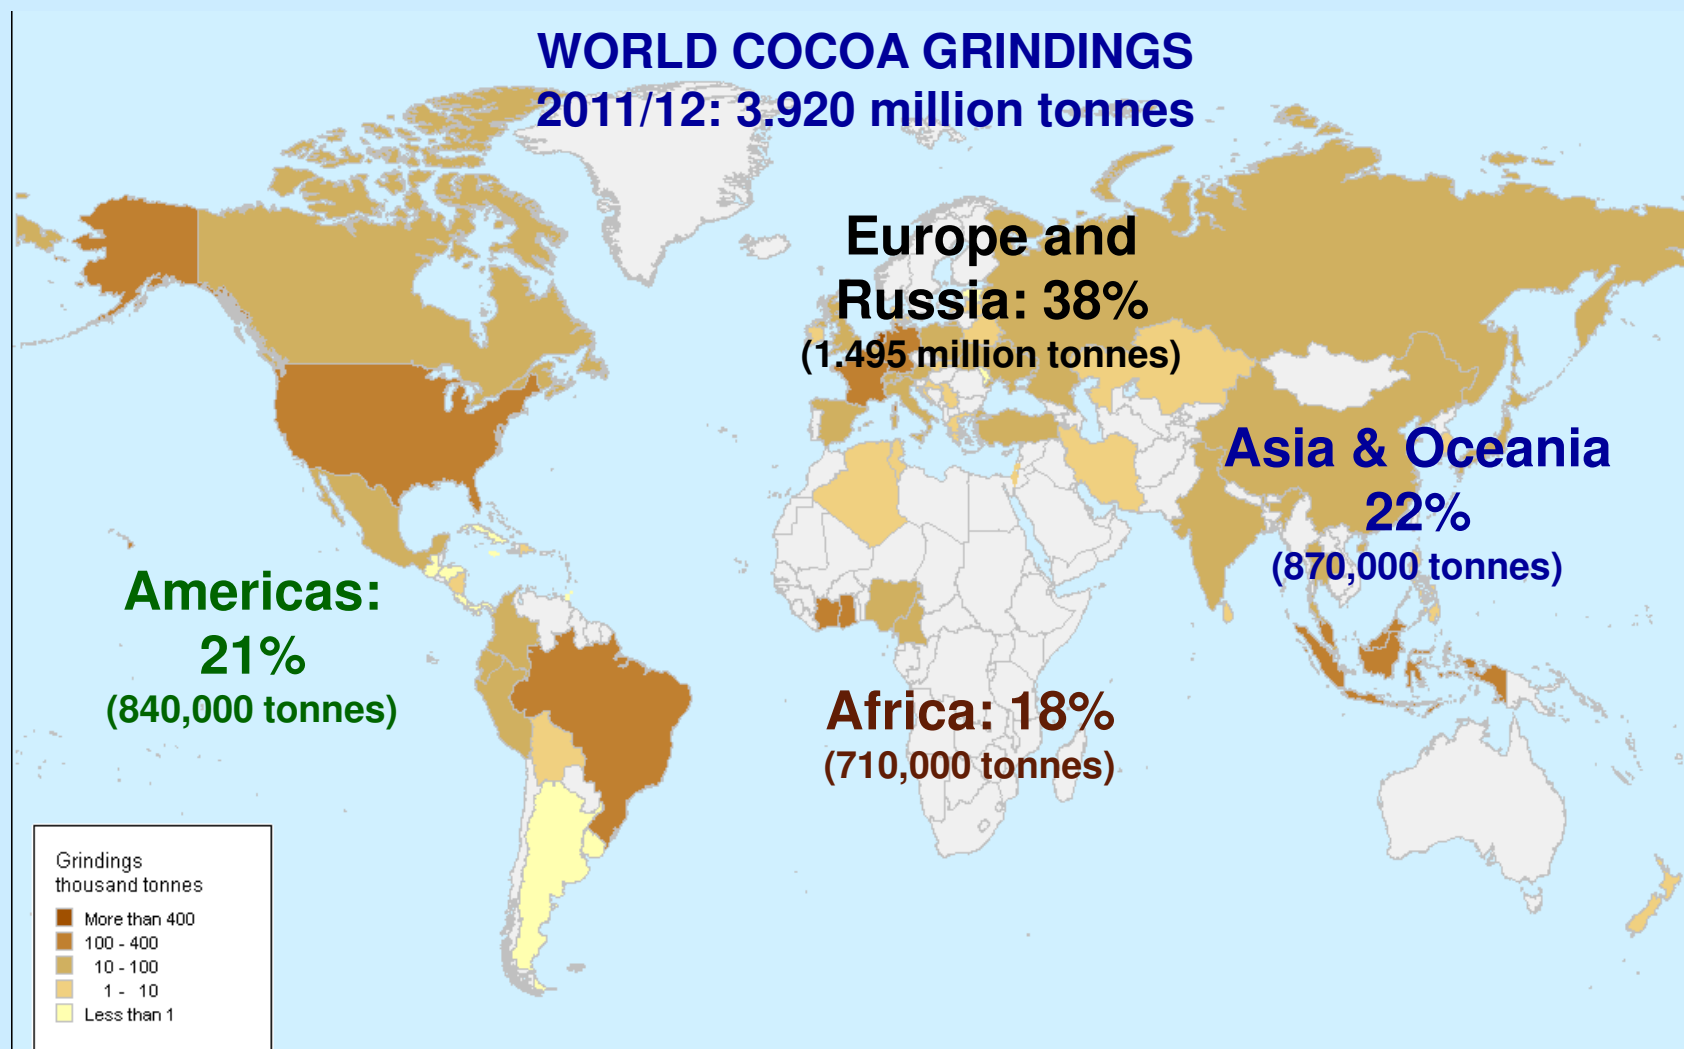 WORLD COCOA GRINDINGS
2011/12: 3.920 million tonnes
Europe and
Russia: 38%
(1.495 million tonnes)
Asia & Oceania
22%
(870,000 tonnes)
Americas:
21%
(840,000 tonnes)
Africa: 18%
(710,000 tonnes)
Grindings
thousand tonnes
More than 400
100 - 400
10 - 100
1 - 10
Less than 1